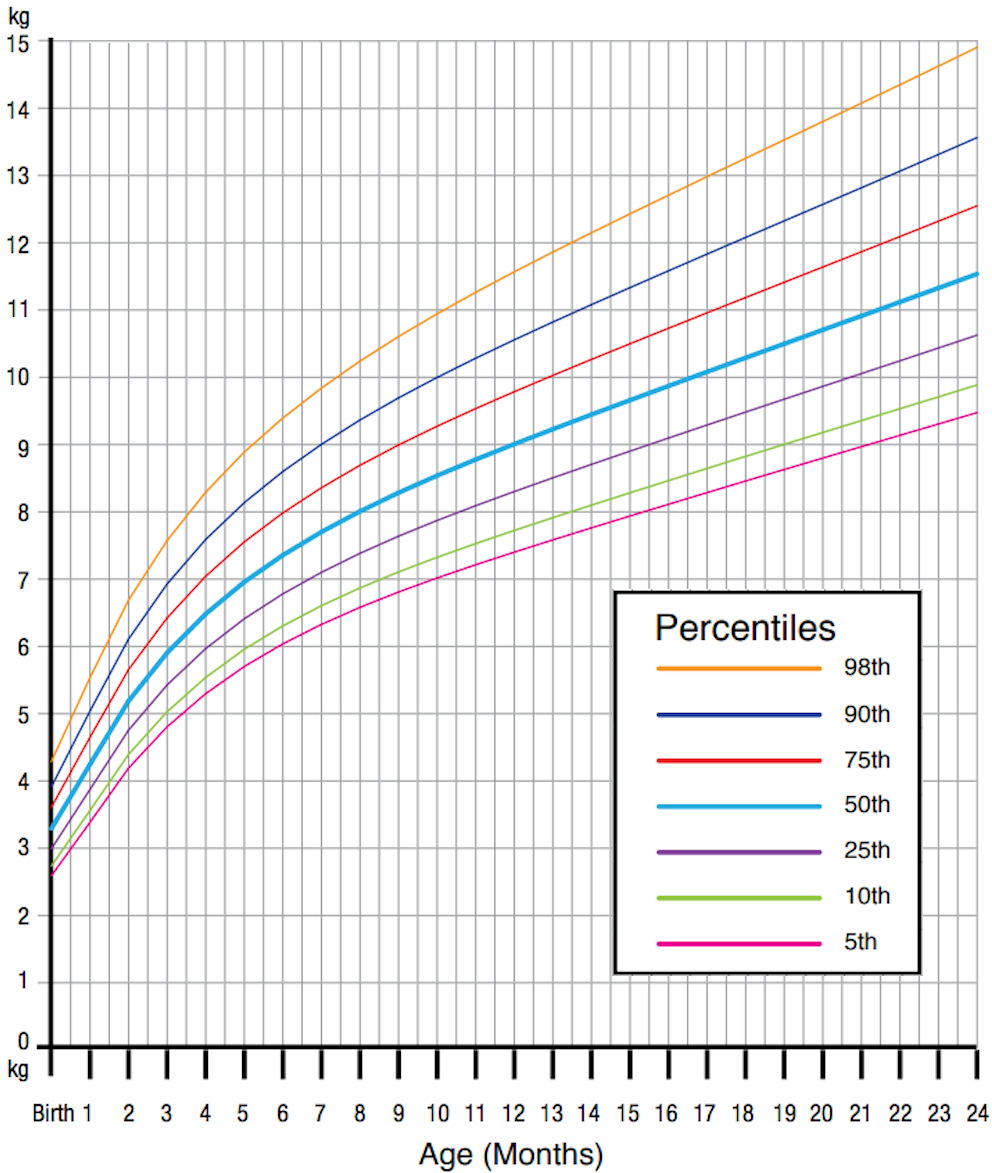 kg
15
14
13
12
11
10
9
8
7
6
5
4
3
2
1
0
kg
Percentiles
98th
90th
75th
50th
25th
10th
5th
Birth 1 2 3 4 5 6 7 8 9 10 11 12 13 14 15 16 17 18 19 20 21 22 23 24
Age (Months)